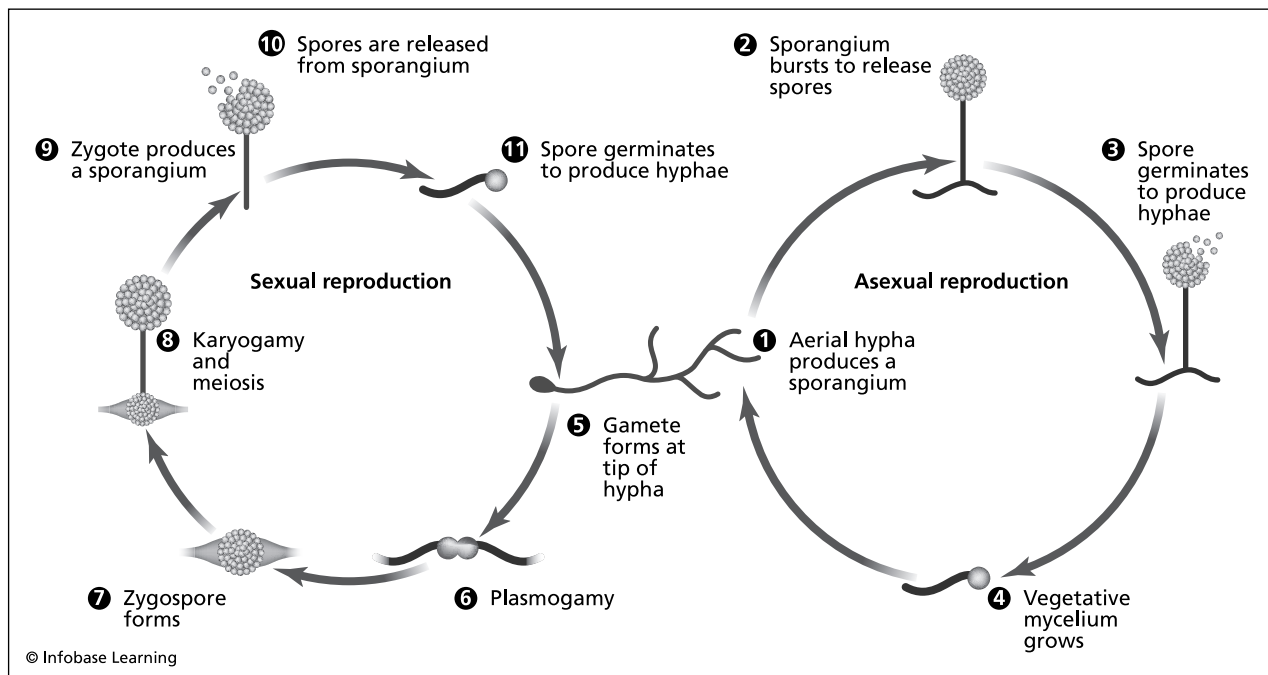 10 Spores are released
from sporangium
2 Sporangium
bursts to release
spores
9 Zygote produces
a sporangium
11 Spore germinates
to produce hyphae
3 Spore
germinates
to produce
hyphae
Sexual reproduction
Asexual reproduction
8 Karyogamy
and
meiosis
1 Aerial hypha
produces a
sporangium
5 Gamete
forms at
tip of
hypha
7 Zygospore
forms
6 Plasmogamy
4 Vegetative
mycelium
grows
© Infobase Learning